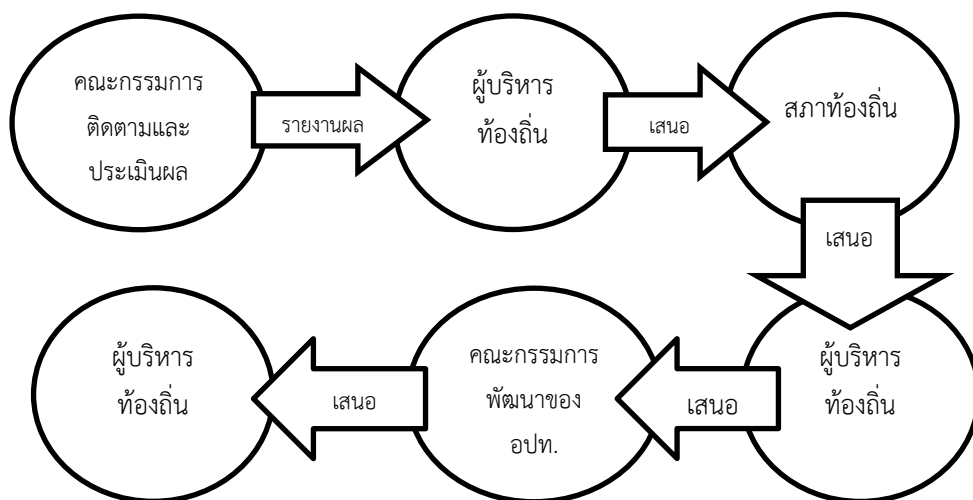 คณะกรรมการ
ติดตามและ
ประเมินผล
รายงานผล
ผู้บริหาร
ท้องถิ่น
เสนอ
สภาท้องถิ่น
เสนอ
ผู้บริหาร
ท้องถิ่น
เสนอ
คณะกรรมการ
พัฒนาของ
อปท.
เสนอ
ผู้บริหาร
ท้องถิ่น